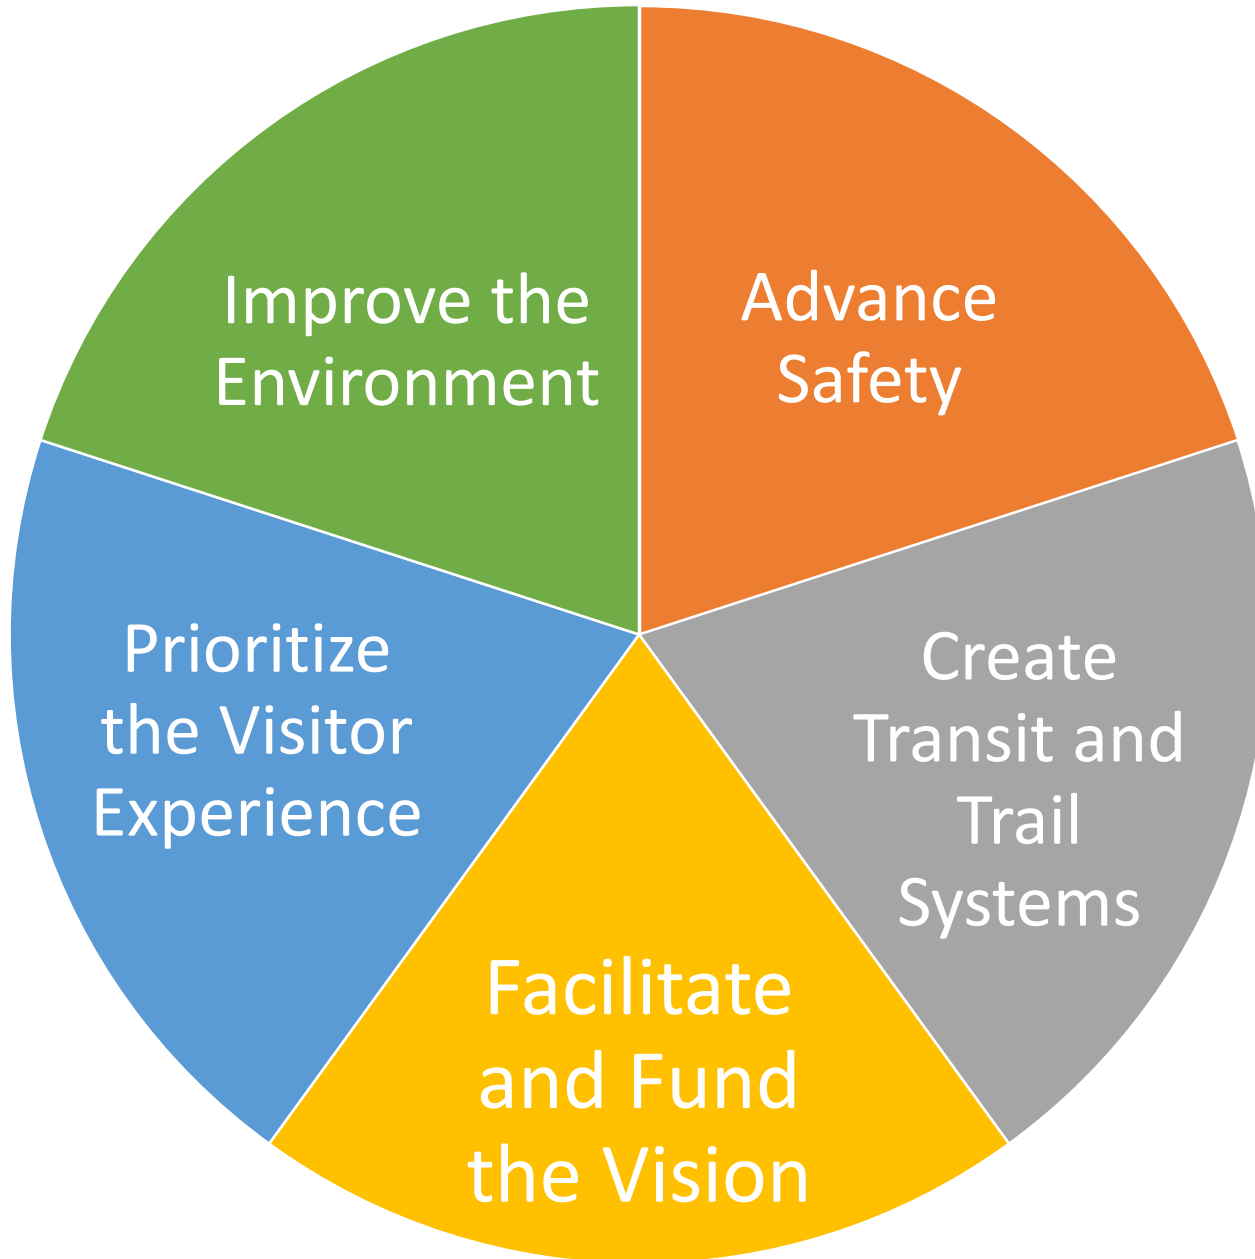 Improve the
Environment
Advance
Safety
Prioritize
the Visitor
Experience
Create
Transit and
Trail
Systems
Facilitate
and Fund
the Vision